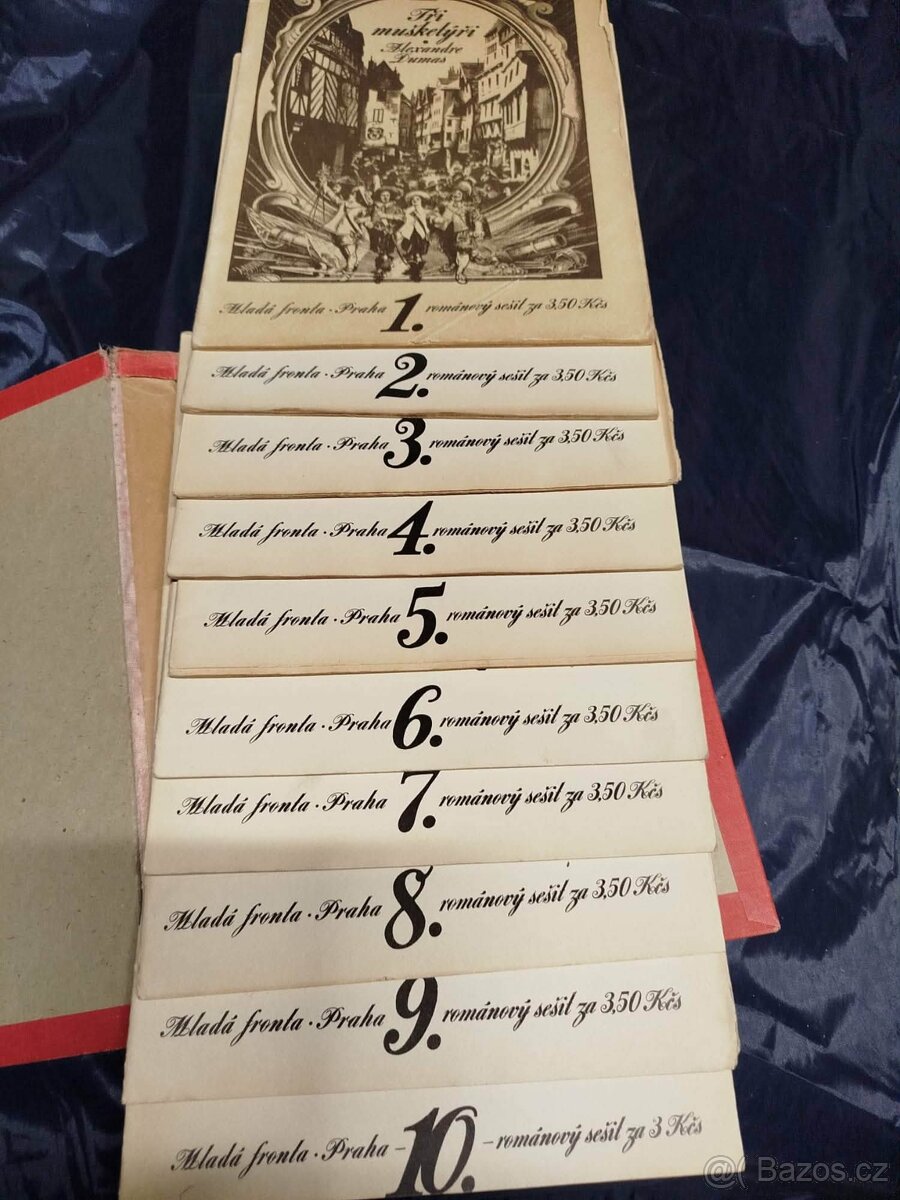 Tři
mušketýři
Alexandre
Dumas
Mladá fronta • Praha 1. románový sešit za 3,50 Kčs
Mladá fronta • Praha 2. románový sešit za 3,50 Kčs
Mladá fronta • Praha 3. románový sešit za 3,50 Kčs
Mladá fronta • Praha 4. románový sešit za 3,50 Kčs
Mladá fronta • Praha 5. románový sešit za 3,50 Kčs
Mladá fronta • Praha 6. románový sešit za 3,50 Kčs
Mladá fronta • Praha 7. románový sešit za 3,50 Kčs
Mladá fronta • Praha 8. románový sešit za 3,50 Kčs
Mladá fronta • Praha 9. románový sešit za 3,50 Kčs
Mladá fronta • Praha – 10. – románový sešit za 3 Kčs
@( Bazos.cz